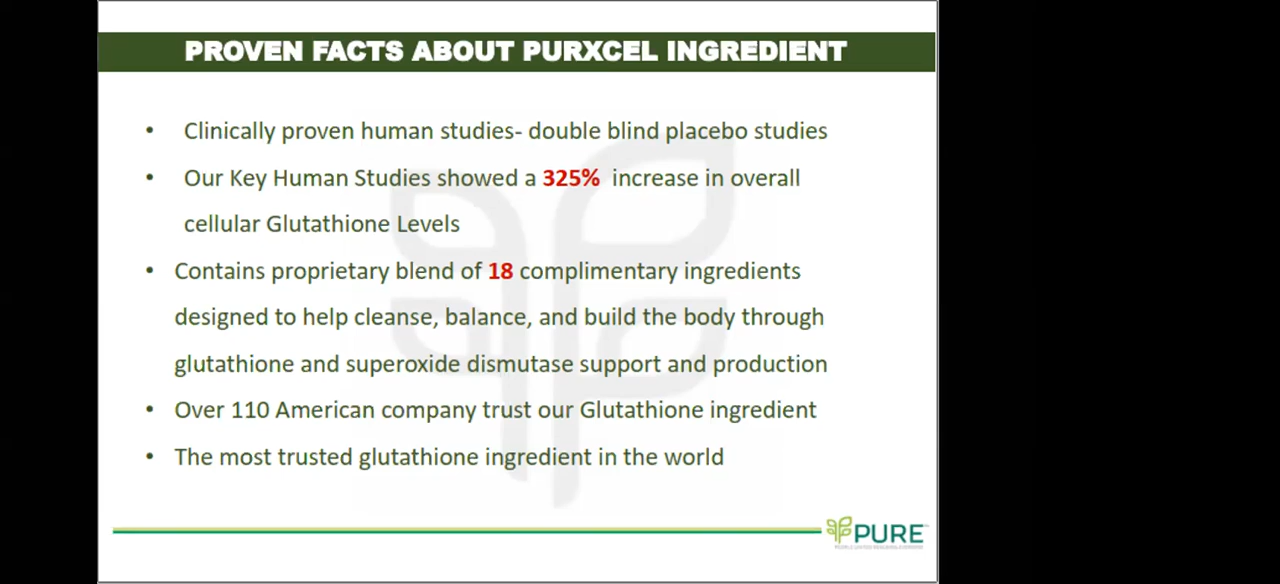 PROVEN FACTS ABOUT PURXCEL INGREDIENT
• Clinically proven human studies- double blind placebo studies
• Our Key Human Studies showed a 325% increase in overall
cellular Glutathione Levels
• Contains proprietary blend of 18 complimentary ingredients
designed to help cleanse, balance, and build the body through
glutathione and superoxide dismutase support and production
• Over 110 American company trust our Glutathione ingredient
• The most trusted glutathione ingredient in the world
PURE